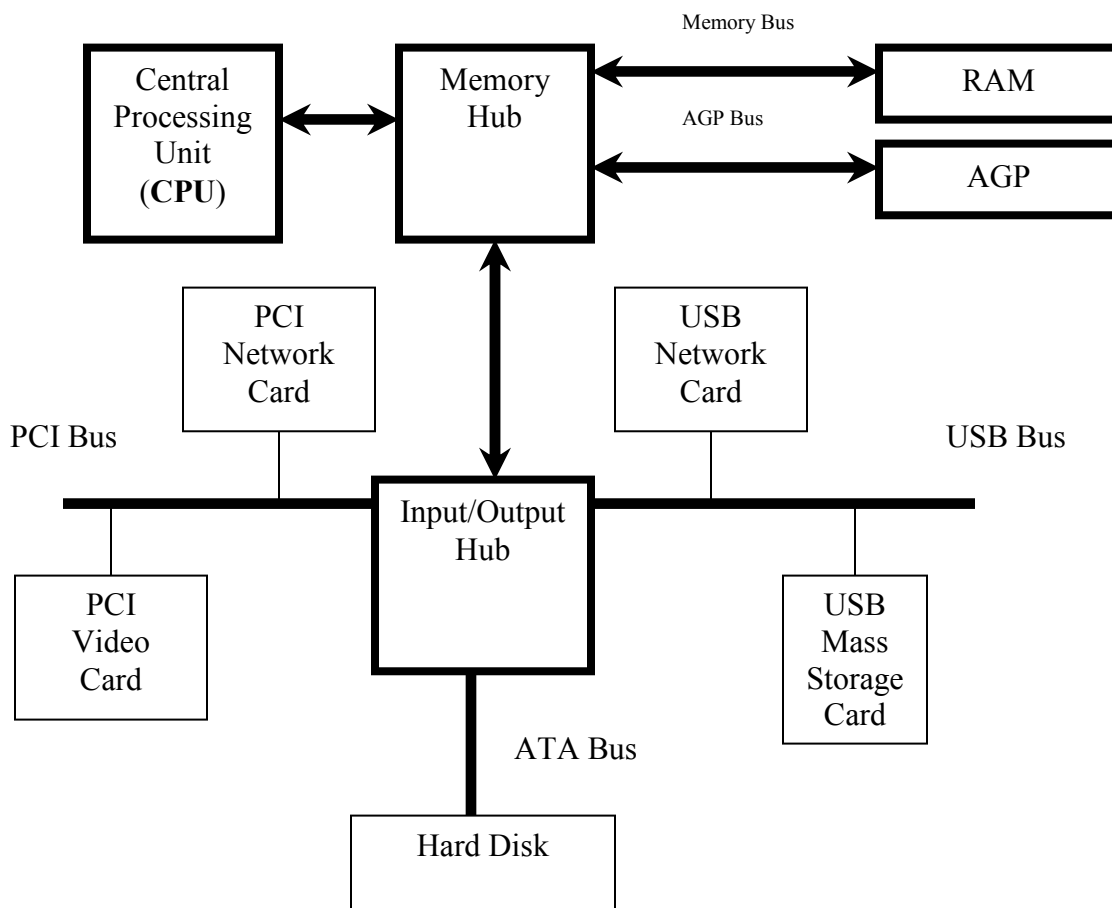 Memory Bus
Central
Processing
Unit
(CPU)
Memory
Hub
RAM
AGP Bus
AGP
PCI
Network
Card
USB
Network
Card
PCI Bus
USB Bus
Input/Output
Hub
PCI
Video
Card
USB
Mass
Storage
Card
ATA Bus
Hard Disk